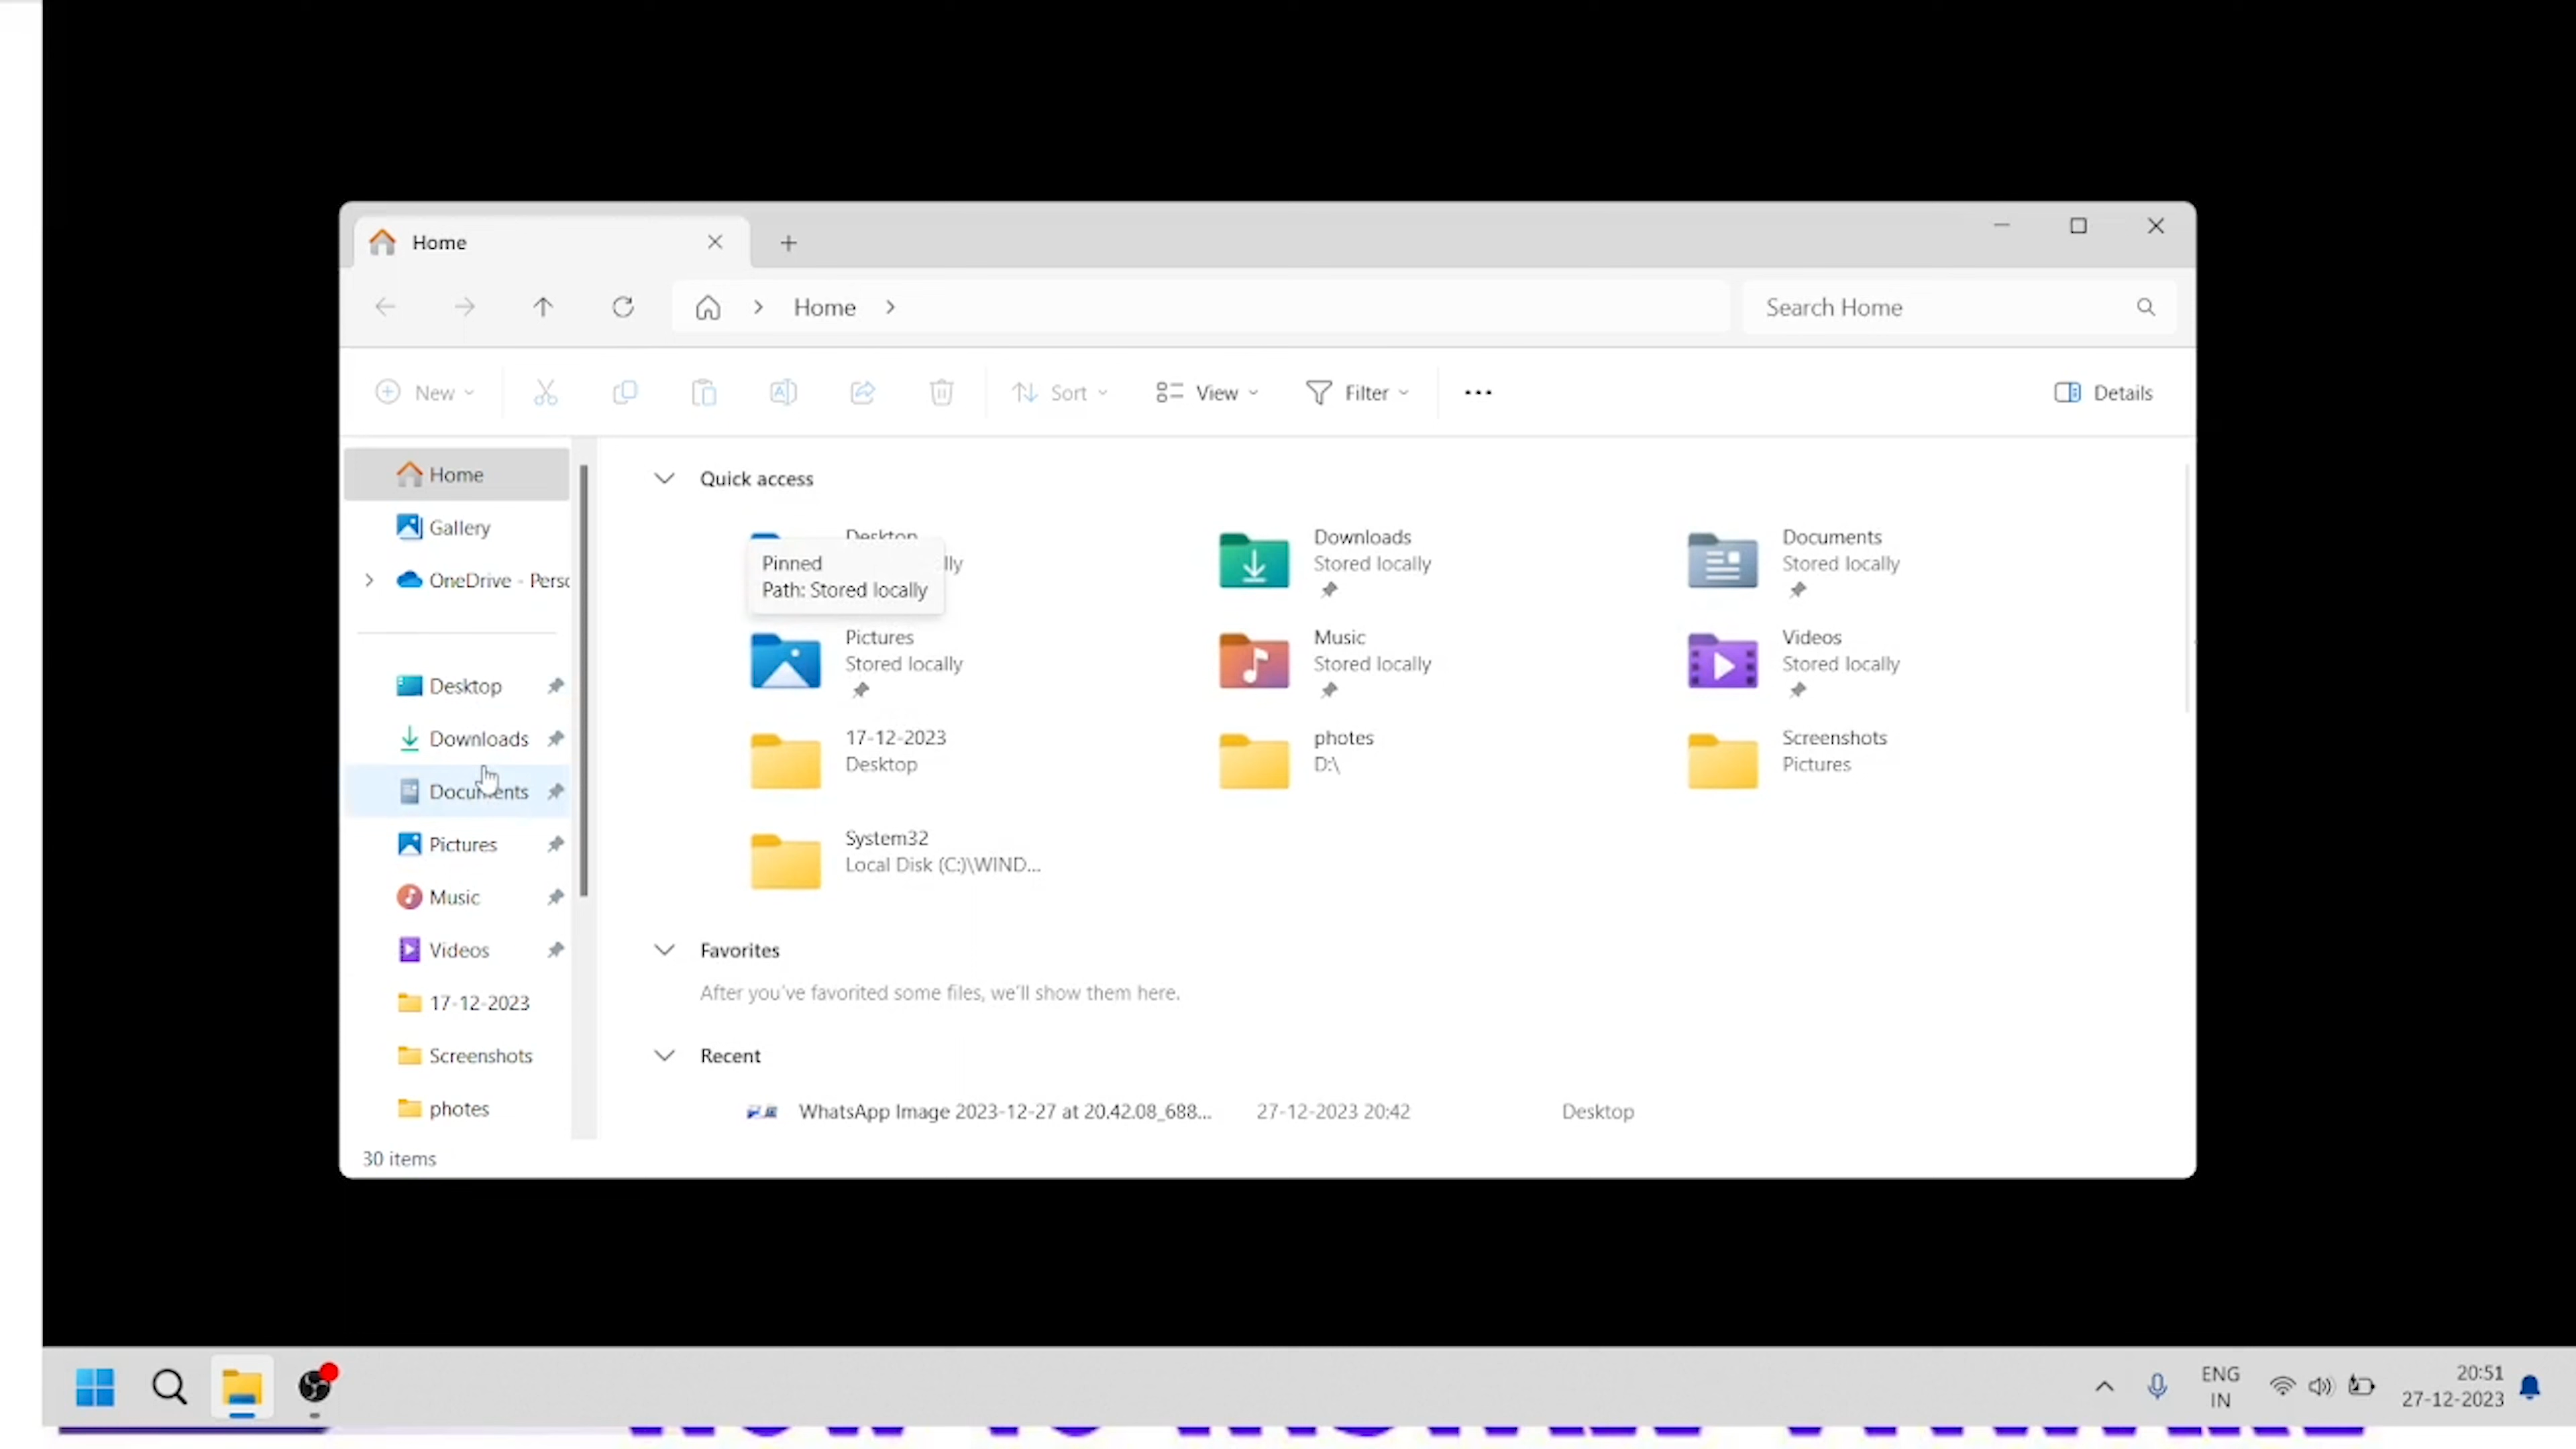 Home
Home
Search Home
New
Sort
View
Filter
Details
Home
Gallery
OneDrive - Perso
Desktop
Downloads
Documents
Pictures
Music
Videos
17-12-2023
Screenshots
photes
30 items
Quick access
Desktop
lly
Pinned
Path: Stored locally
Downloads
Stored locally
Documents
Stored locally
Pictures
Stored locally
Music
Stored locally
Videos
Stored locally
17-12-2023
Desktop
photes
D:\
Screenshots
Pictures
System32
Local Disk (C:)\WIND...
Favorites
After you've favorited some files, we'll show them here.
Recent
WhatsApp Image 2023-12-27 at 20.42.08_688... 27-12-2023 20:42 Desktop
ENG
IN
20:51
27-12-2023